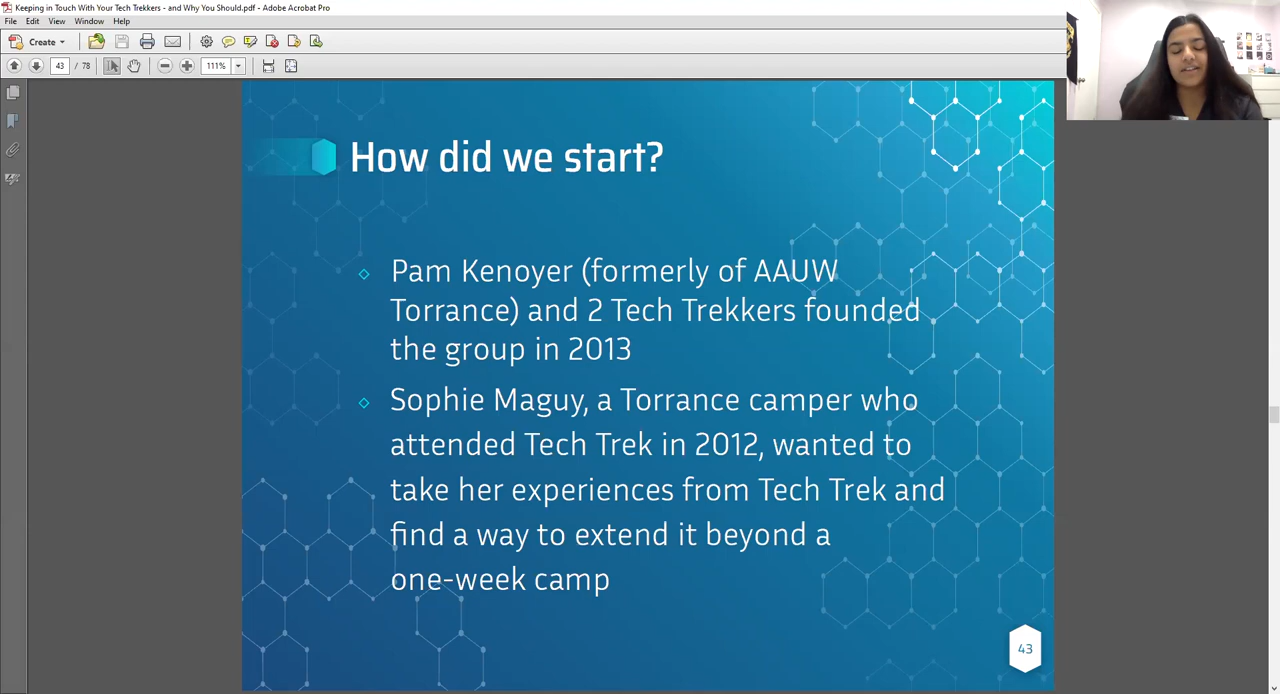 Keeping in Touch With Your Tech Trekkers - and Why You Should.pdf - Adobe Acrobat Pro
File Edit View Window Help
Create
43 / 78 111%
How did we start?
Pam Kenoyer (formerly of AAUW
Torrance) and 2 Tech Trekkers founded
the group in 2013
Sophie Maguy, a Torrance camper who
attended Tech Trek in 2012, wanted to
take her experiences from Tech Trek and
find a way to extend it beyond a
one-week camp
43